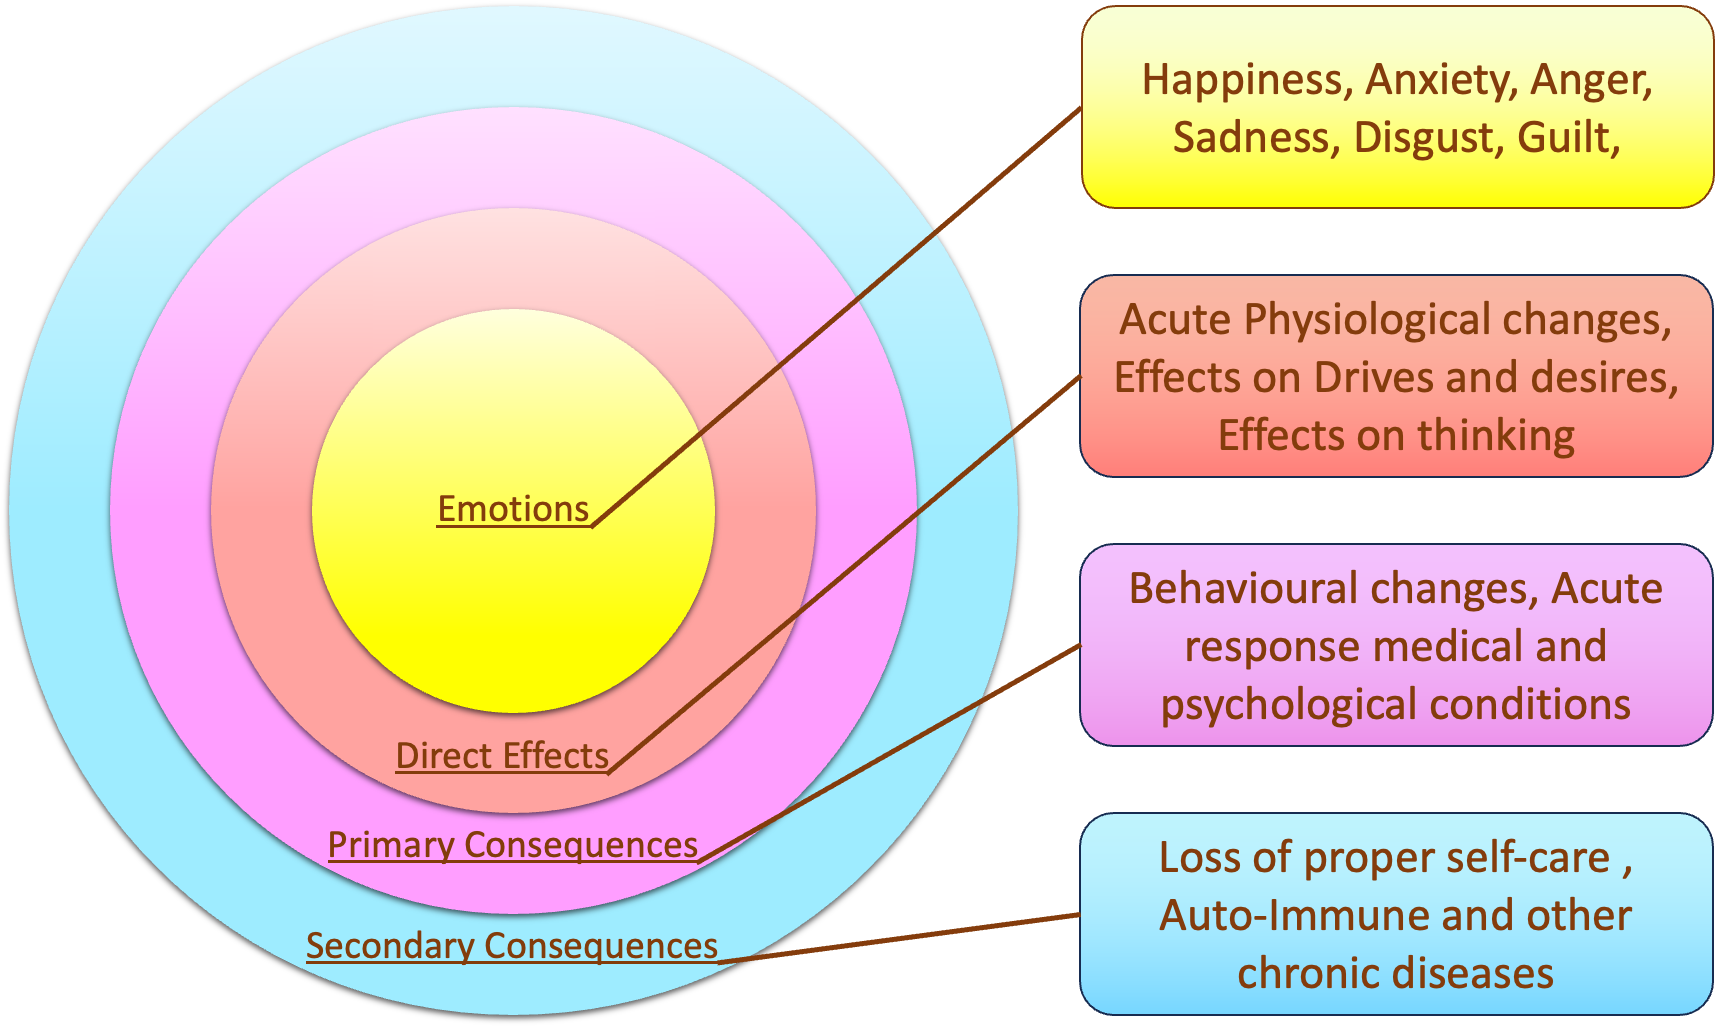 Happiness, Anxiety, Anger,
Sadness, Disgust, Guilt,
Acute Physiological changes,
Effects on Drives and desires,
Effects on thinking
Behavioural changes, Acute
response medical and
psychological conditions
Loss of proper self-care ,
Auto-Immune and other
chronic diseases
Emotions
Direct Effects
Primary Consequences
Secondary Consequences